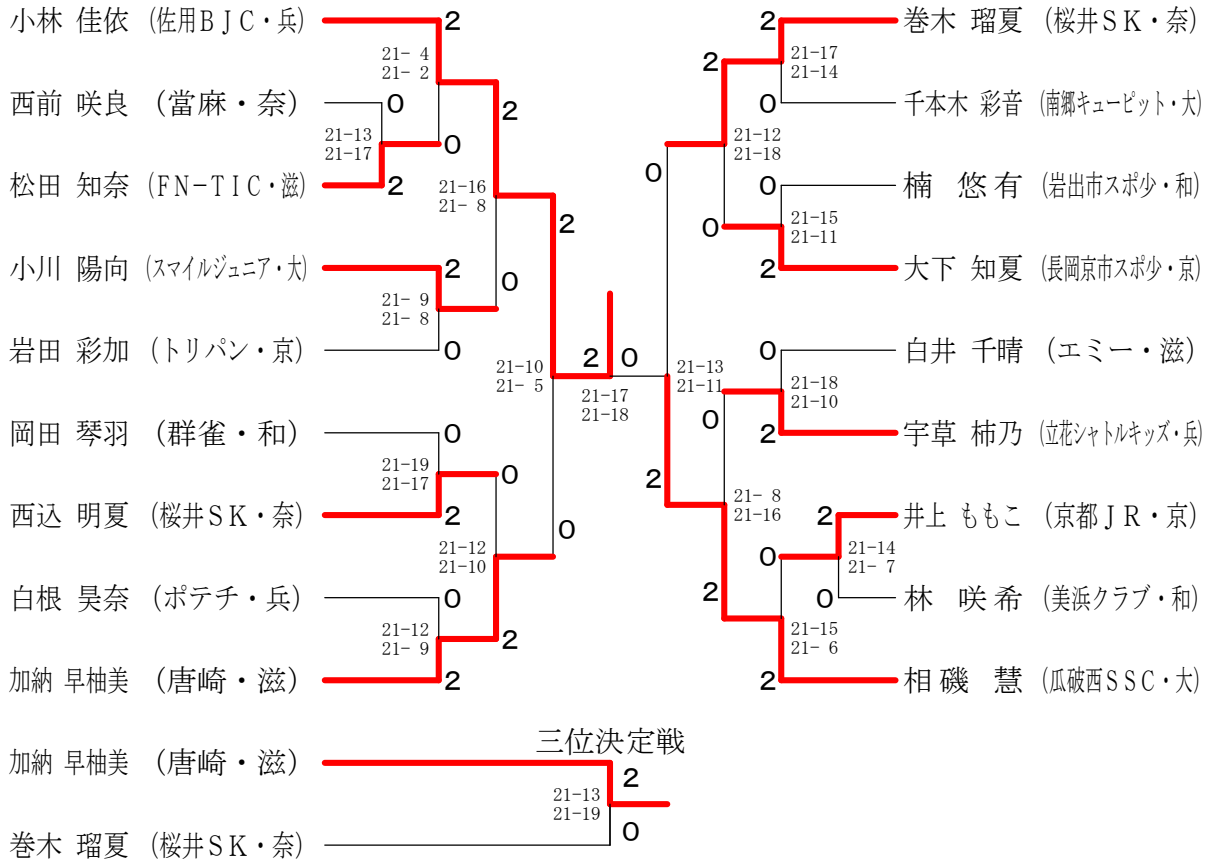 小林 佳依 (佐用BJC・兵) 2
21- 4
21- 2
西前 咲良 (當麻・奈) 0
2
21-13
21-17
0
松田 知奈 (FN-TIC・滋) 2
21-16
21- 8
2
小川 陽向 (スマイルジュニア・大) 2
0
21- 9
21- 8
岩田 彩加 (トリパン・京) 0
21-10
21- 5
2 0
21-17
21-18
岡田 琴羽 (群雀・和) 0
21-19
21-17
0
西込 明夏 (桜井SK・奈) 2
0
21-12
21-10
白根 昊奈 (ポテチ・兵) 0
21-12
21- 9
2
加納 早柚美 (唐崎・滋) 2
2 巻木 瑠夏 (桜井SK・奈)
21-17
21-14
2
0 千本木 彩音 (南郷キューピット・大)
21-12
21-18
0
0 楠 悠有 (岩出市スポ少・和)
21-15
21-11
0
2 大下 知夏 (長岡京市スポ少・京)
0 白井 千晴 (エミー・滋)
21-13
21-11
21-18
21-10
0
2 宇草 柿乃 (立花シャトルキッズ・兵)
2
21- 8
21-16
2 井上 ももこ (京都JR・京)
21-14
21- 7
0
0 林 咲希 (美浜クラブ・和)
2
21-15
21- 6
2 相磯 慧 (瓜破西SSC・大)
三位決定戦
加納 早柚美 (唐崎・滋) 2
21-13
21-19
巻木 瑠夏 (桜井SK・奈) 0